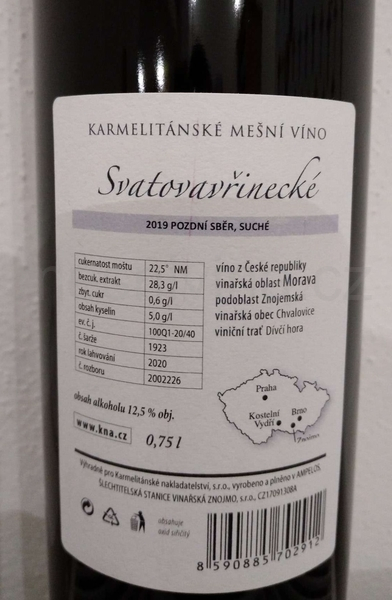 KARMELITÁNSKÉ MEŠNÍ VÍNO
Svatovavřinecké
2019 POZDNÍ SBĚR, SUCHÉ
cukernatost moštu 22,5° NM
bezcuk. extrakt 28,3 g/l
zbyt. cukr 0,6 g/l
obsah kyselin 5,0 g/l
ev. č. j. 100Q1-20/40
č. šarže 1923
rok lahvování 2020
č. rozboru 2002226
víno z České republiky
vinařská oblast Morava
podoblast Znojemská
vinařská obec Chvalovice
viniční trať Dívčí hora
Praha
Kostelní
Vydří
Brno
obsah alkoholu 12,5 % obj.
www.kna.cz
0,75 l
Výhradně pro Karmelitánské nakladatelství, s.r.o., vyrobeno a plněno v AMPELOS,
ŠLECHTITELSKÁ STANICE VINAŘSKÁ ZNOJMO, s.r.o., CZ17091308A
obsahuje
oxid siřičitý
8 590885 702912